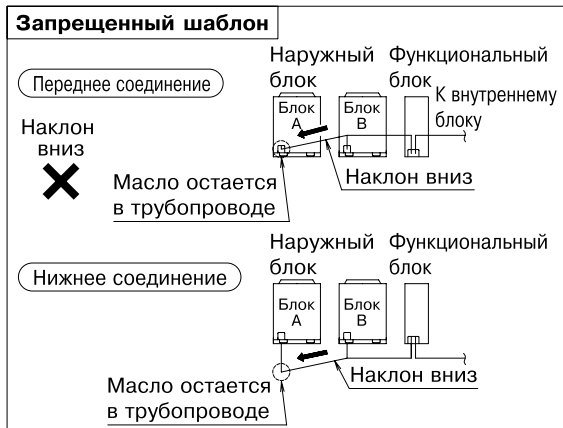 Запрещенный шаблон
Наружный блок
Функциональный блок
Переднее соединение
Блок A
Блок B
К внутреннему блоку
Наклон вниз
Масло остается в трубопроводе
Наклон вниз
Наружный блок
Функциональный блок
Нижнее соединение
Блок A
Блок B
Масло остается в трубопроводе
Наклон вниз